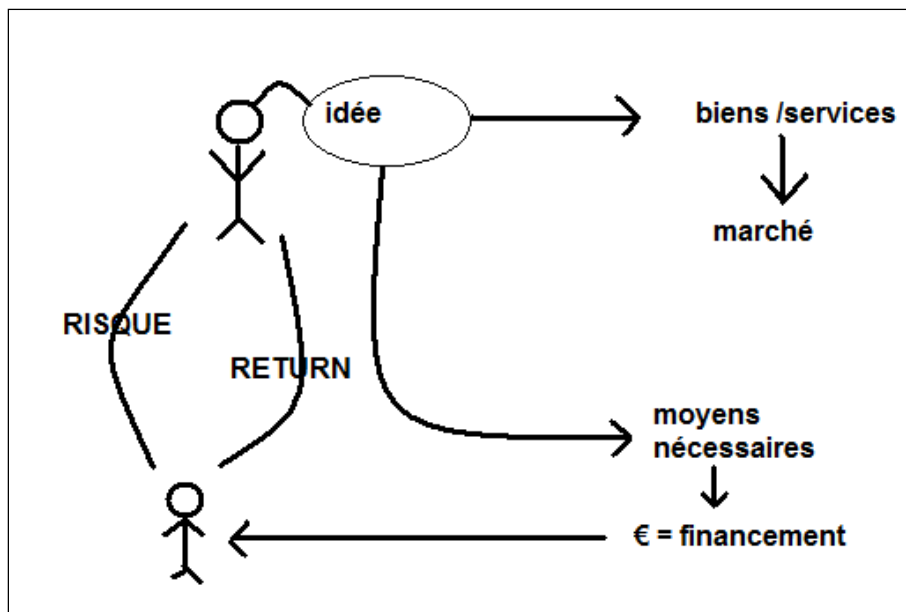 idée
biens /services
marché
RISQUE
RETURN
moyens
nécessaires
€ = financement